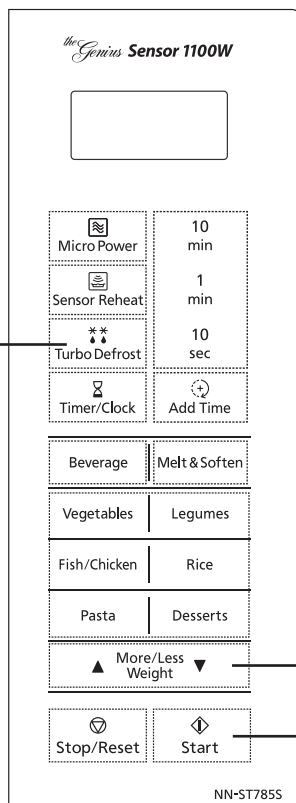 the Genius Sensor 1100W
Micro Power
10 min
Sensor Reheat
1 min
Turbo Defrost
10 sec
Timer/Clock
Add Time
Beverage
Melt & Soften
Vegetables
Legumes
Fish/Chicken
Rice
Pasta
Desserts
More/Less
Weight
Stop/Reset
Start
NN-ST785S